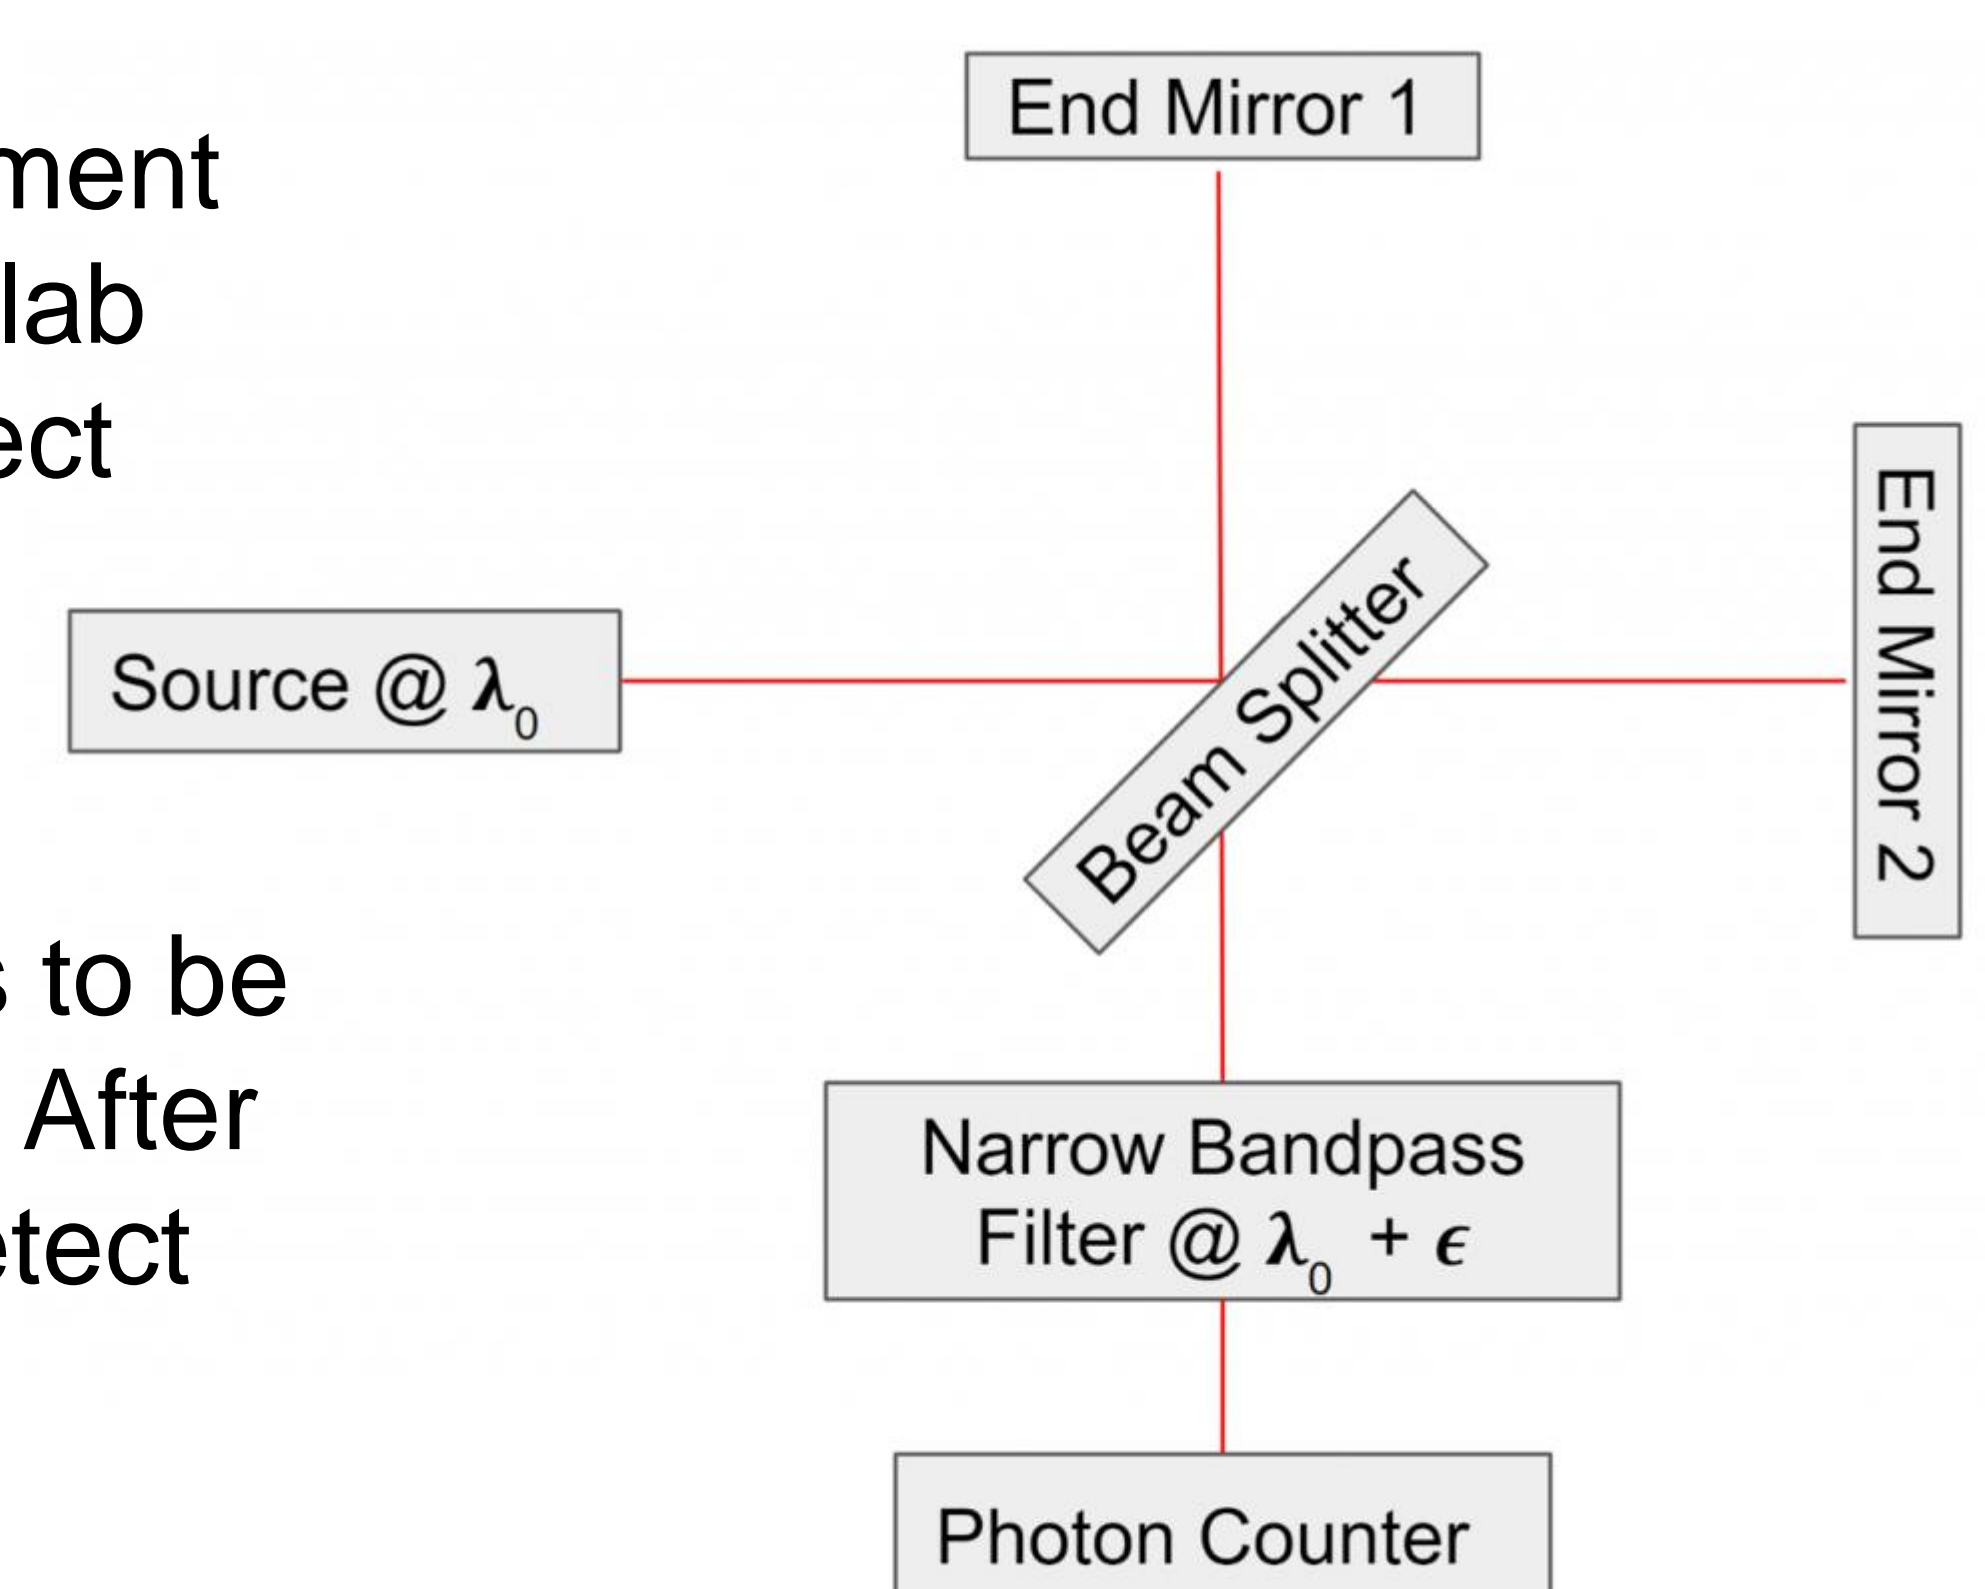 End Mirror 1
ment
lab
ect
End Mirror 2
Beam Splitter
Source @ λ₀
s to be
After
etect
Narrow Bandpass
Filter @ λ₀ + ϵ
Photon Counter